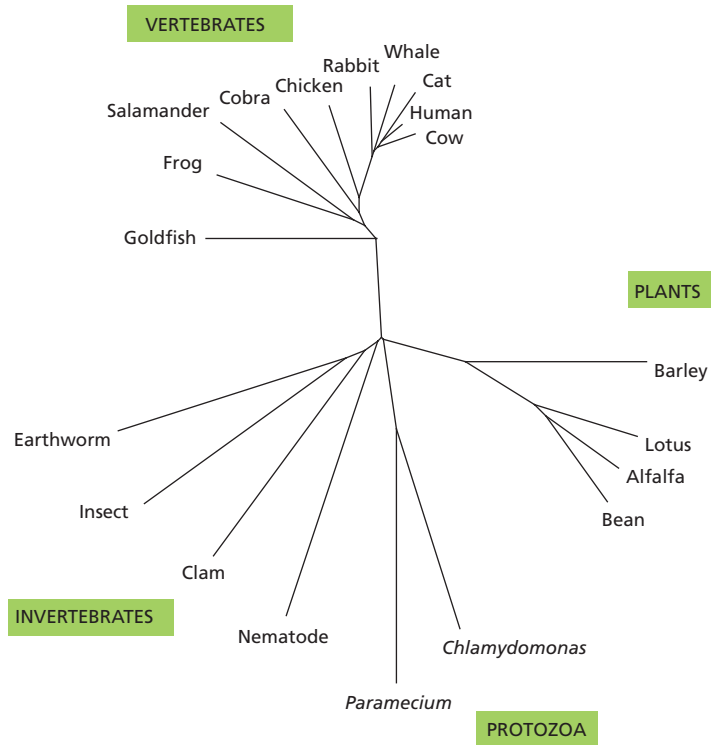 VERTEBRATES
Whale
Rabbit
Cat
Chicken
Cobra
Human
Salamander
Cow
Frog
Goldfish
PLANTS
Barley
Earthworm
Lotus
Alfalfa
Insect
Bean
Clam
INVERTEBRATES
Nematode
Chlamydomonas
Paramecium
PROTOZOA